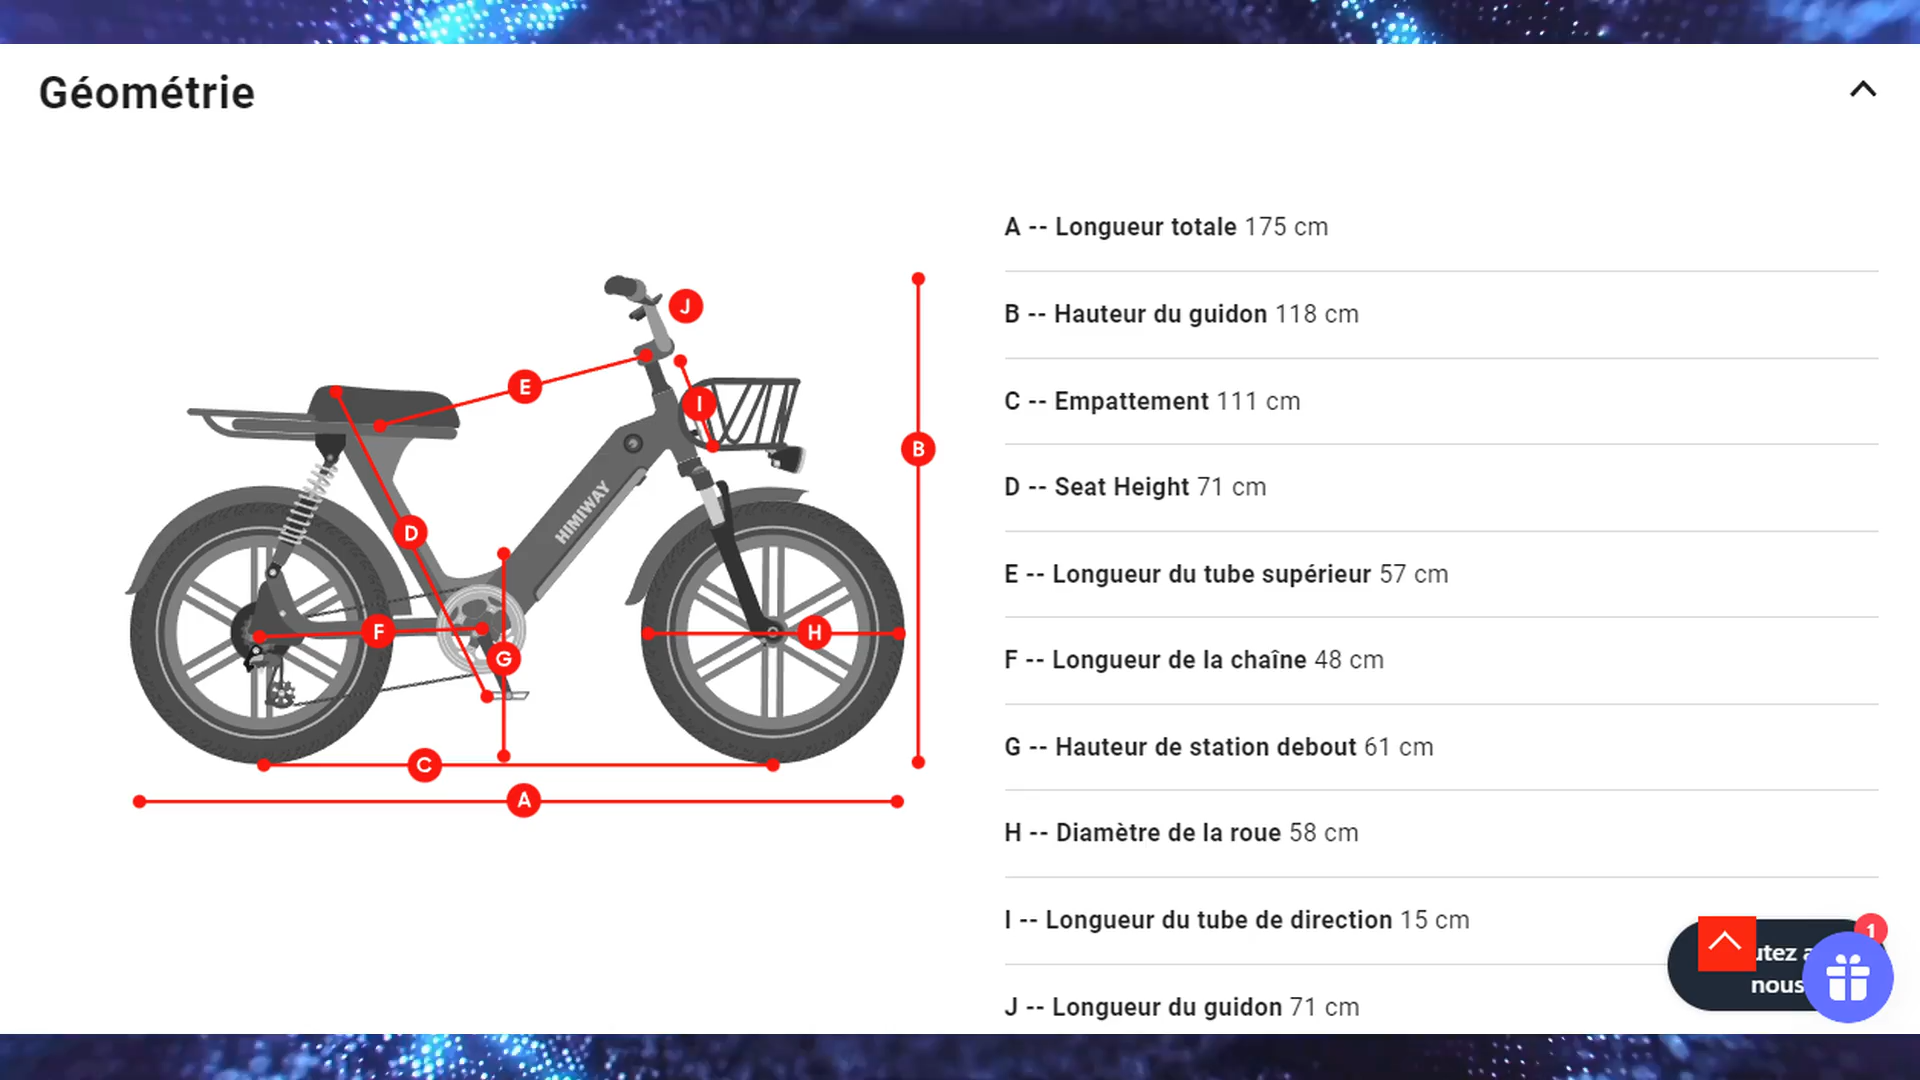 Géométrie
A -- Longueur totale 175 cm
B -- Hauteur du guidon 118 cm
C -- Empattement 111 cm
D -- Seat Height 71 cm
E -- Longueur du tube supérieur 57 cm
F -- Longueur de la chaîne 48 cm
G -- Hauteur de station debout 61 cm
H -- Diamètre de la roue 58 cm
I -- Longueur du tube de direction 15 cm
J -- Longueur du guidon 71 cm
J
E
I
B
HIMIWAY
D
F
G
H
C
A
1
nous